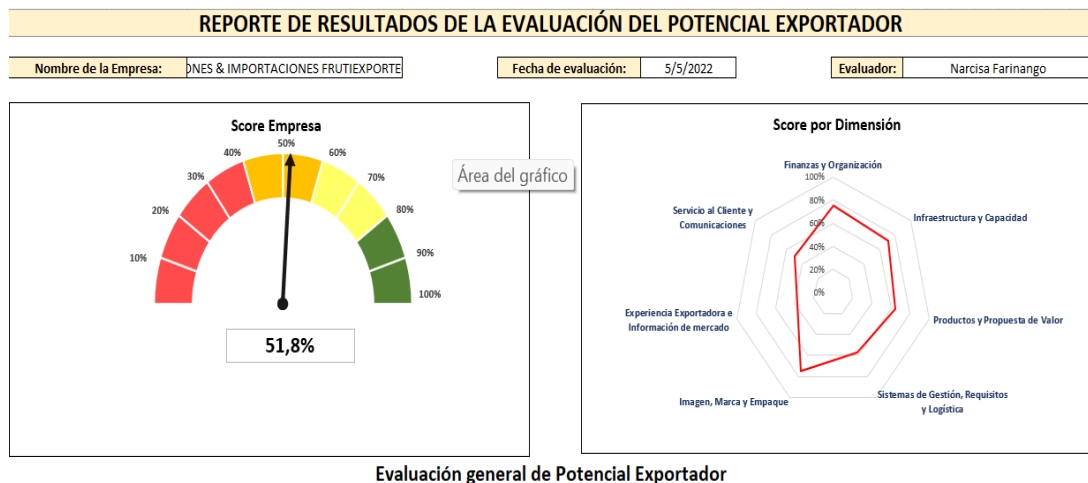 REPORTE DE RESULTADOS DE LA EVALUACIÓN DEL POTENCIAL EXPORTADOR
Nombre de la Empresa: ONES & IMPORTACIONES FRUTIEXPORTE Fecha de evaluación: 5/5/2022 Evaluador: Narcisa Farinango
Score Empresa
10%
20%
30%
40%
50%
60%
70%
80%
90%
100%
51,8%
Área del gráfico
Score por Dimensión
Finanzas y Organización
100%
80%
60%
40%
20%
0%
Infraestructura y Capacidad
Productos y Propuesta de Valor
Sistemas de Gestión, Requisitos
y Logística
Imagen, Marca y Empaque
Experiencia Exportadora e
Información de mercado
Servicio al Cliente y
Comunicaciones
Evaluación general de Potencial Exportador